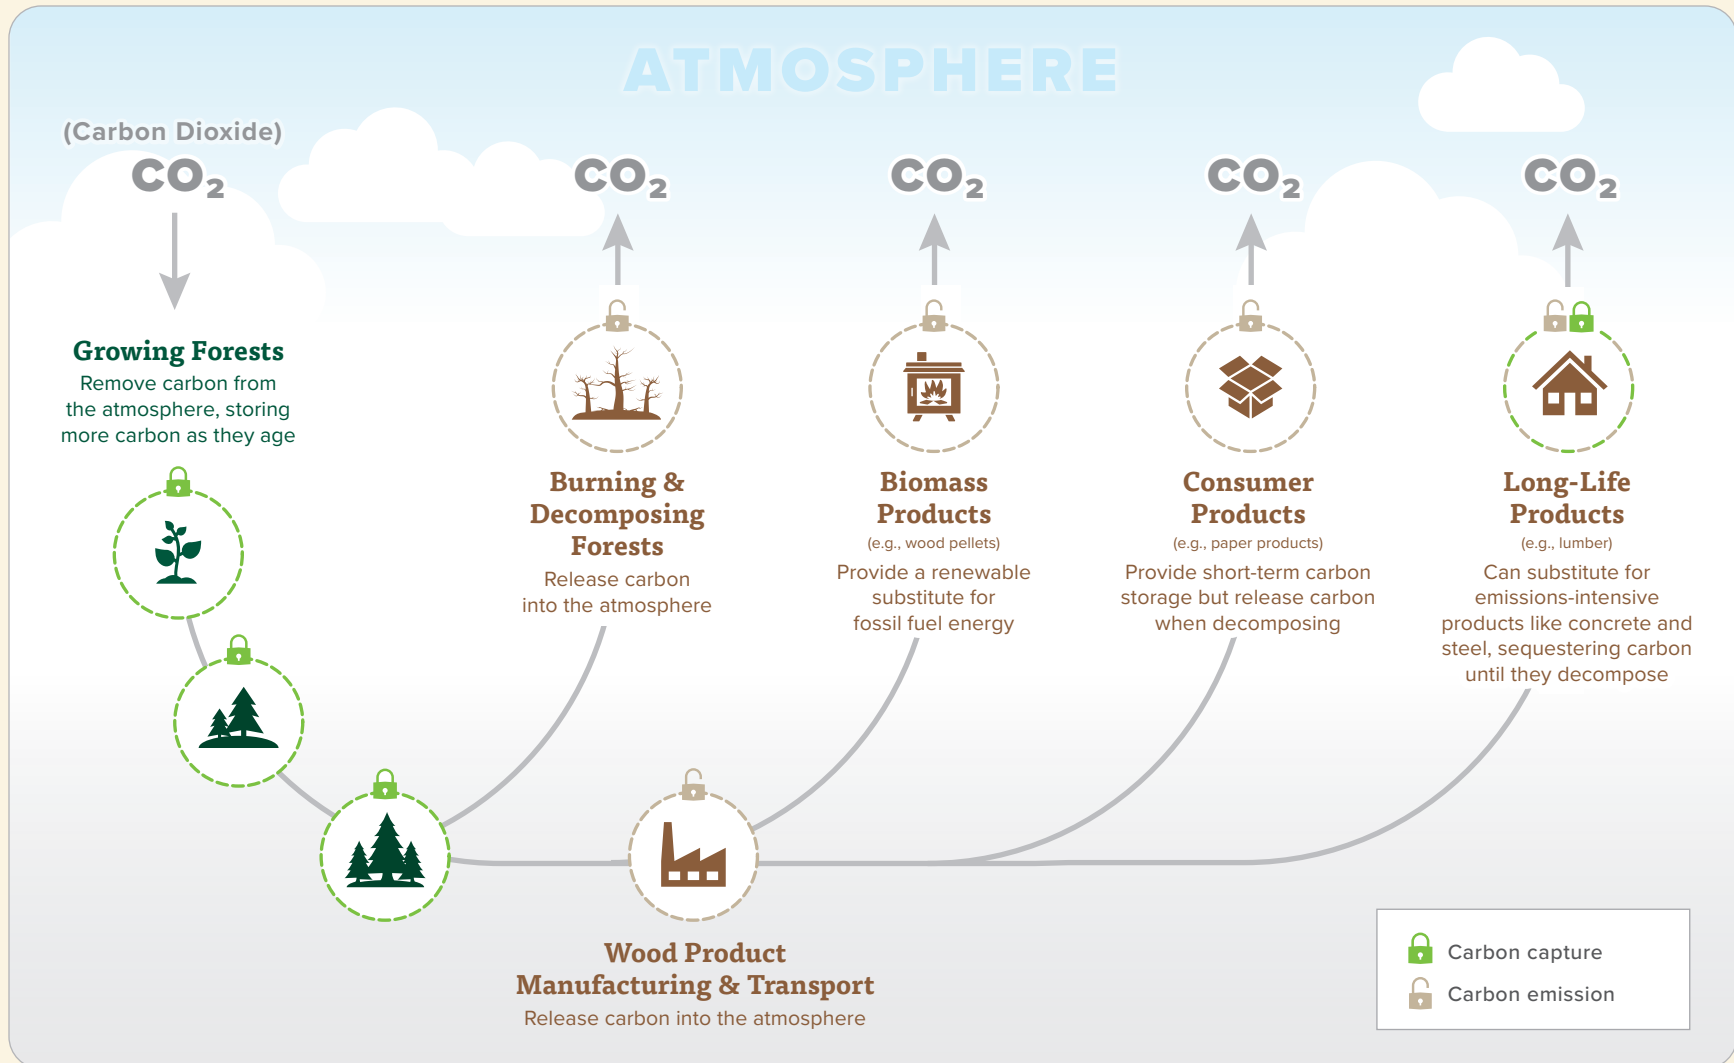 ATMOSPHERE
(Carbon Dioxide)
CO₂
CO₂
CO₂
CO₂
CO₂
Growing Forests
Remove carbon from
the atmosphere, storing
more carbon as they age
Burning &
Decomposing
Forests
Release carbon
into the atmosphere
Biomass
Products
(e.g., wood pellets)
Provide a renewable
substitute for
fossil fuel energy
Consumer
Products
(e.g., paper products)
Provide short-term carbon
storage but release carbon
when decomposing
Long-Life
Products
(e.g., lumber)
Can substitute for
emissions-intensive
products like concrete and
steel, sequestering carbon
until they decompose
Wood Product
Manufacturing & Transport
Release carbon into the atmosphere
Carbon capture
Carbon emission